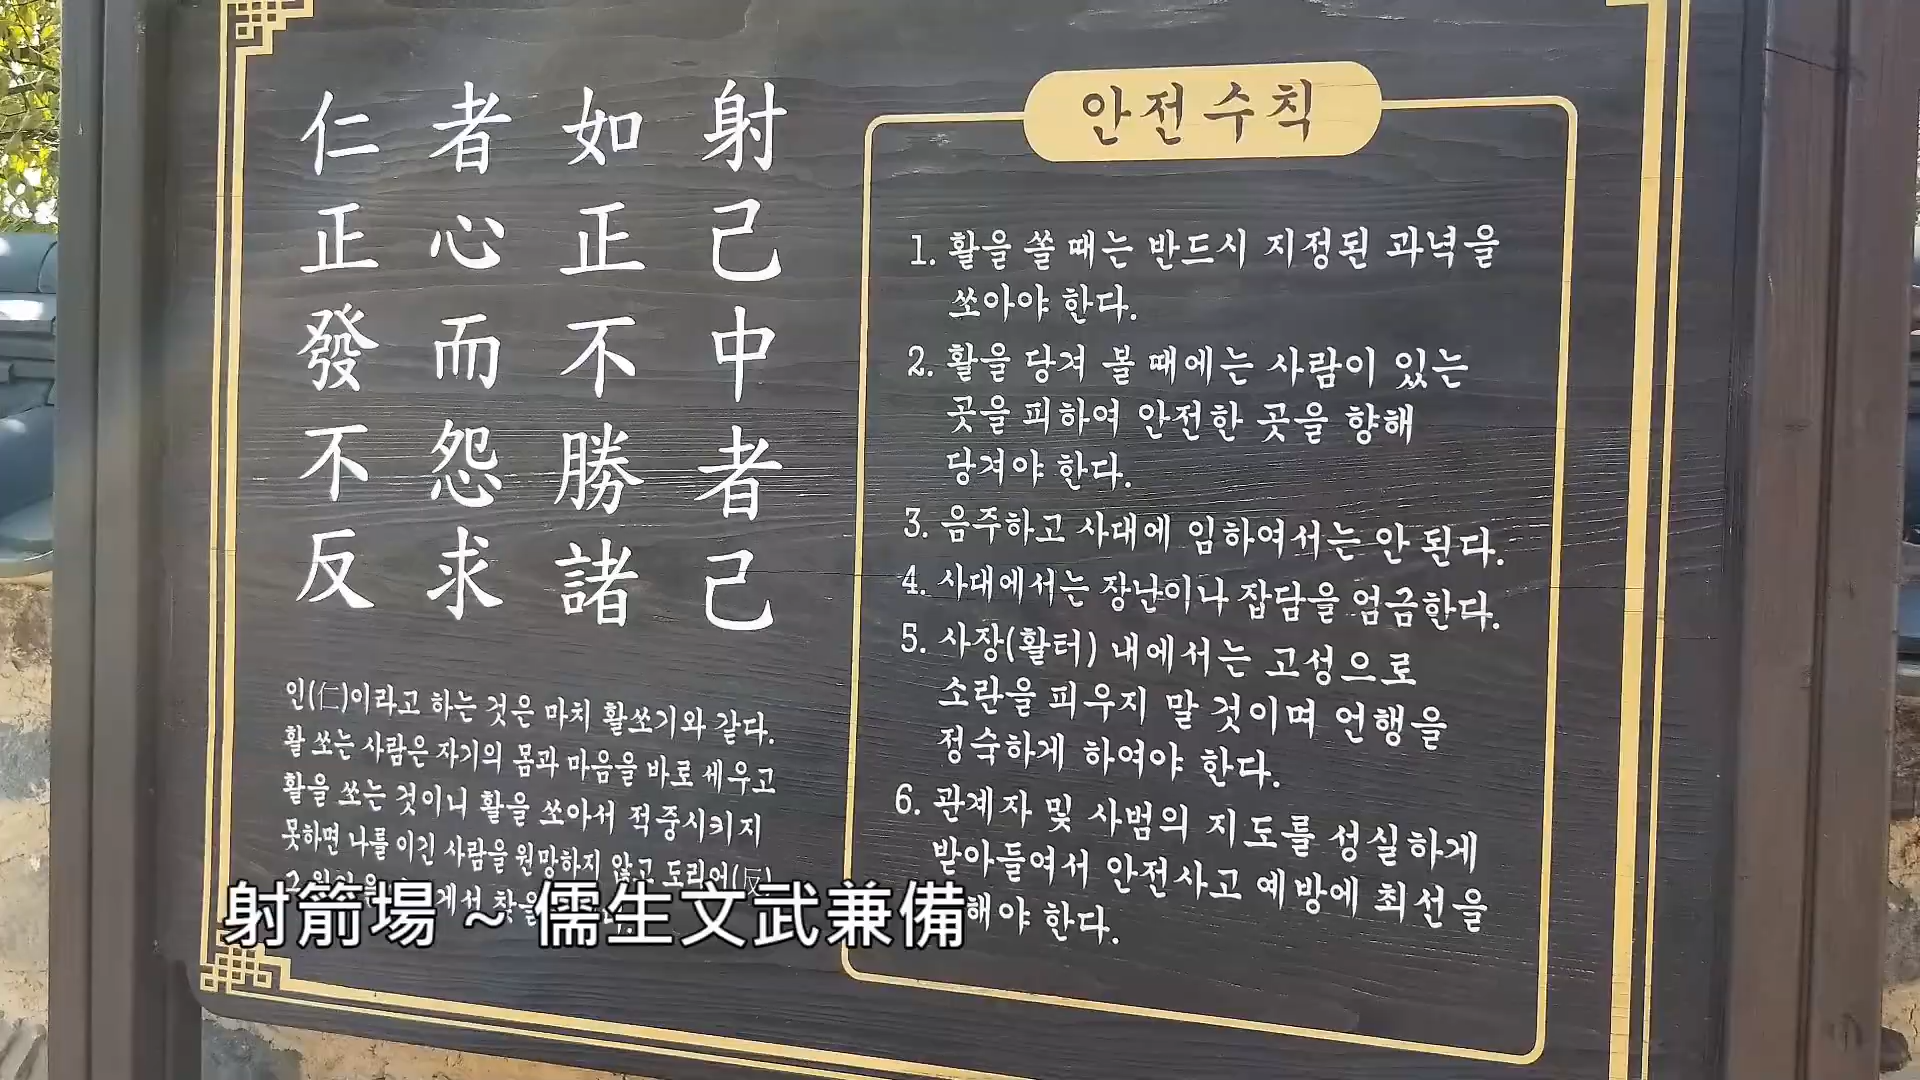 仁者如射
正心正己
發而不中
不怨勝者
反求諸己
인(仁)이라고 하는 것은 마치 활쏘기와 같다.
활 쏘는 사람은 자기의 몸과 마음을 바로 세우고
활을 쏘는 것이니 활을 쏘아서 적중시키지
못하면 나를 이긴 사람을 원망하지 않고 도리어(反)
안전수칙
1. 활을 쏠 때는 반드시 지정된 과녁을
쏘아야 한다.
2. 활을 당겨 볼 때에는 사람이 있는
곳을 피하여 안전한 곳을 향해
당겨야 한다.
3. 음주하고 사대에 임하여서는 안 된다.
4. 사대에서는 장난이나 잡담을 엄금한다.
5. 사장(활터) 내에서는 고성으로
소란을 피우지 말 것이며 언행을
정숙하게 하여야 한다.
6. 관계자 및 사범의 지도를 성실하게
받아들여서 안전사고 예방에 최선을
해야 한다.
射箭場 ~ 儒生文武兼備